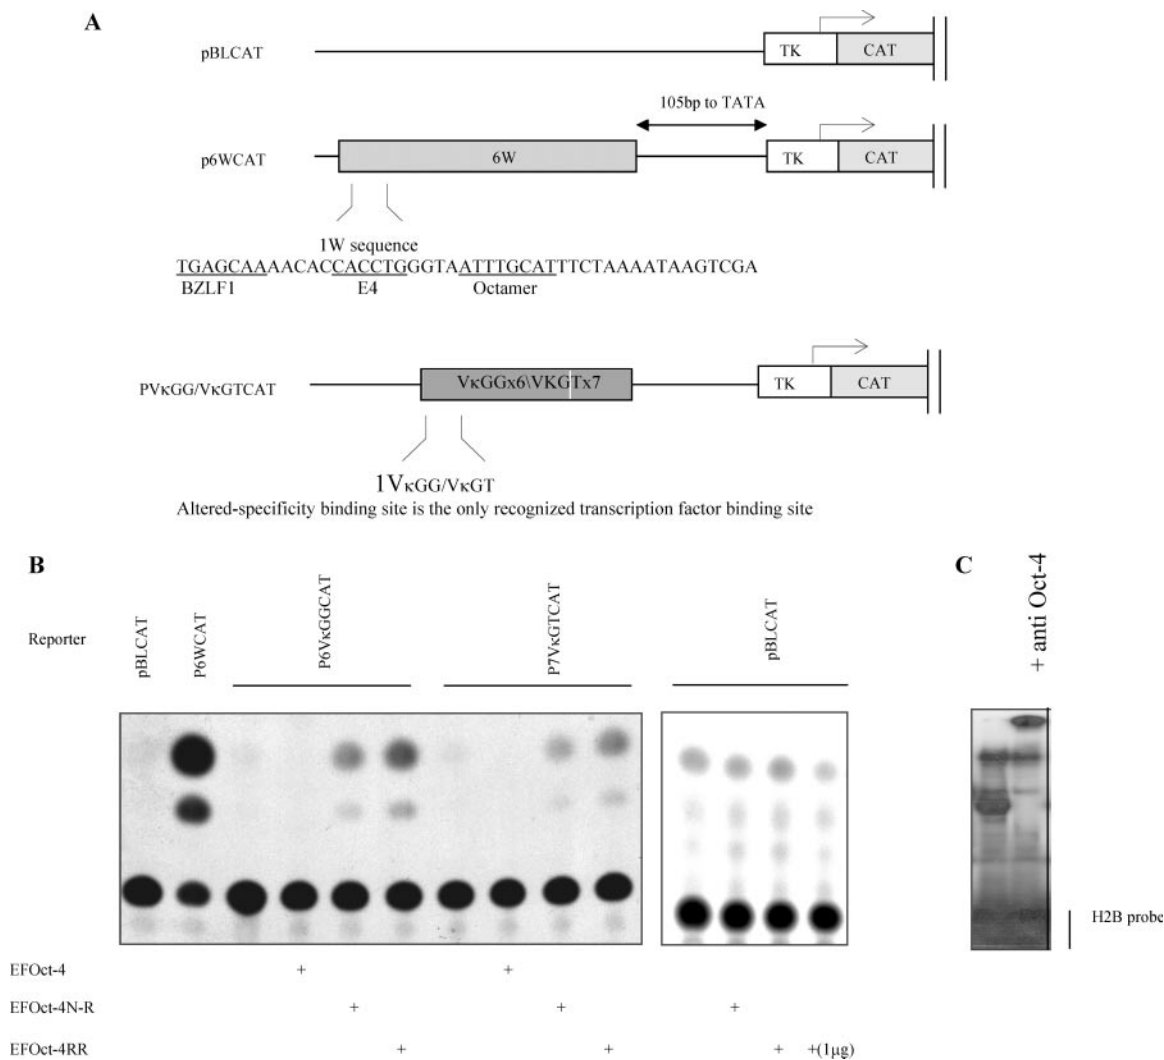 A
pBLCAT
TK CAT
105bp to TATA
p6WCAT
6W
TK CAT
1W sequence
TGAGCAAAACACCACCTGGGTAATTTGCATTTCTAAAATAAGTCGA
BZLF1 E4 Octamer
PVκGG/VκGTCAT
VκGGx6\VKGTx7
TK CAT
1VκGG/VκGT
Altered-specificity binding site is the only recognized transcription factor binding site
B
C
Reporter
pBLCAT
P6WCAT
P6VκGGCAT
P7VκGTCAT
pBLCAT
+ anti Oct-4
H2B probe
EFOct-4 + +
EFOct-4N-R + + +
EFOct-4RR + + + +(1µg)